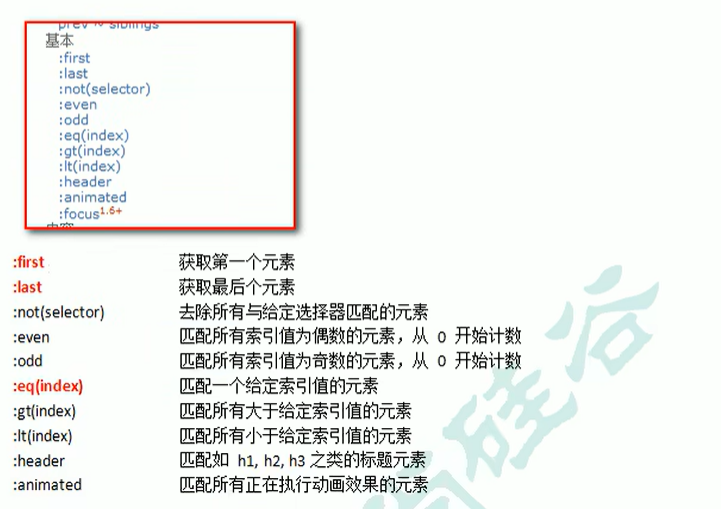 prev ~ siblings
基本
:first
:last
:not(selector)
:even
:odd
:eq(index)
:gt(index)
:lt(index)
:header
:animated
:focus1.6+
内容
:first 获取第一个元素
:last 获取最后个元素
:not(selector) 去除所有与给定选择器匹配的元素
:even 匹配所有索引值为偶数的元素，从 0 开始计数
:odd 匹配所有索引值为奇数的元素，从 0 开始计数
:eq(index) 匹配一个给定索引值的元素
:gt(index) 匹配所有大于给定索引值的元素
:lt(index) 匹配所有小于给定索引值的元素
:header 匹配如 h1, h2, h3 之类的标题元素
:animated 匹配所有正在执行动画效果的元素
硅谷